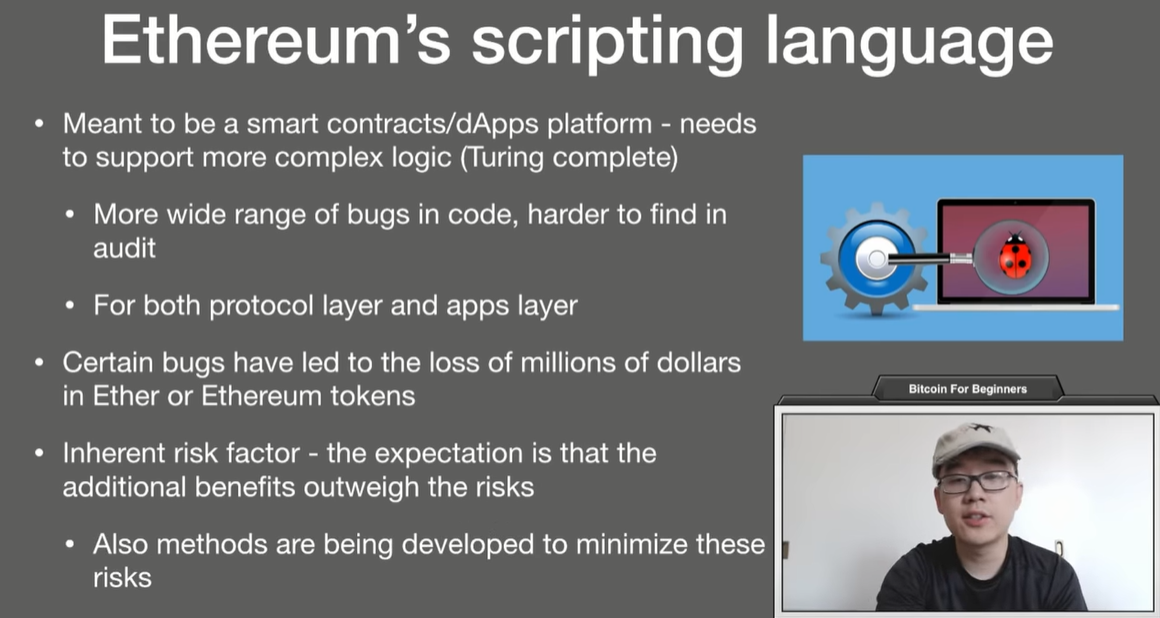 Ethereum's scripting language
• Meant to be a smart contracts/dApps platform - needs
to support more complex logic (Turing complete)
• More wide range of bugs in code, harder to find in
audit
• For both protocol layer and apps layer
• Certain bugs have led to the loss of millions of dollars
in Ether or Ethereum tokens
• Inherent risk factor - the expectation is that the
additional benefits outweigh the risks
• Also methods are being developed to minimize these
risks
Bitcoin For Beginners